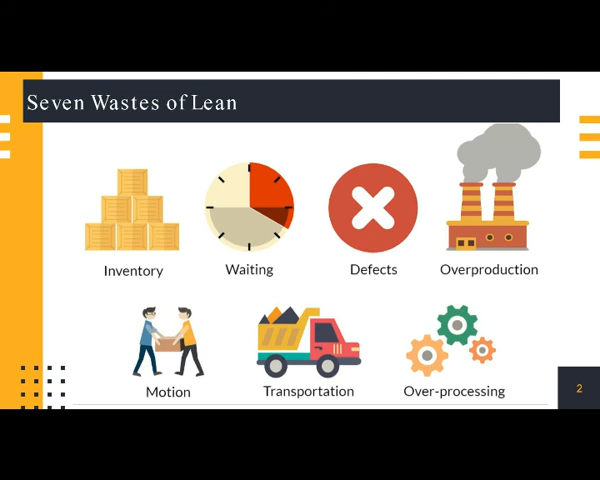 Seven Wastes of Lean
Inventory
Waiting
Defects
Overproduction
Motion
Transportation
Over-processing
2